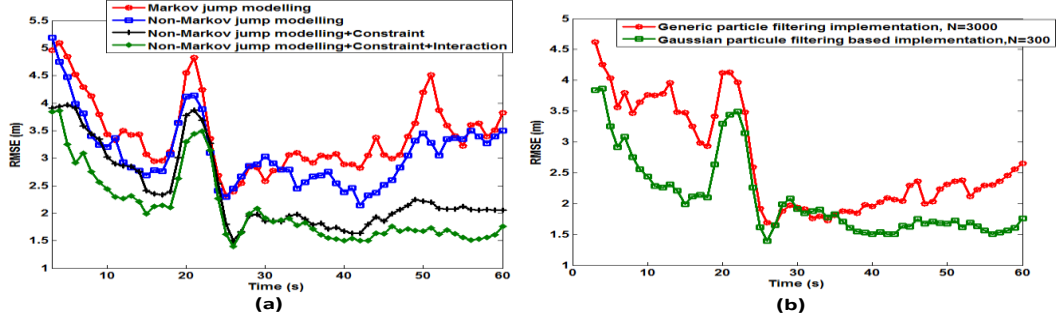 Markov jump modelling
Non-Markov jump modelling
Non-Markov jump modelling+Constraint
Non-Markov jump modelling+Constraint+Interaction
5.5
5
4.5
4
3.5
3
2.5
2
1.5
1
RMSE (m)
10
20
30
40
50
60
Time (s)
(a)
Generic particle filtering implementation, N=3000
Gaussian particule filtering based implementation,N=300
5
4.5
4
3.5
3
2.5
2
1.5
1
RMSE (m)
0
10
20
30
40
50
60
Time (s)
(b)